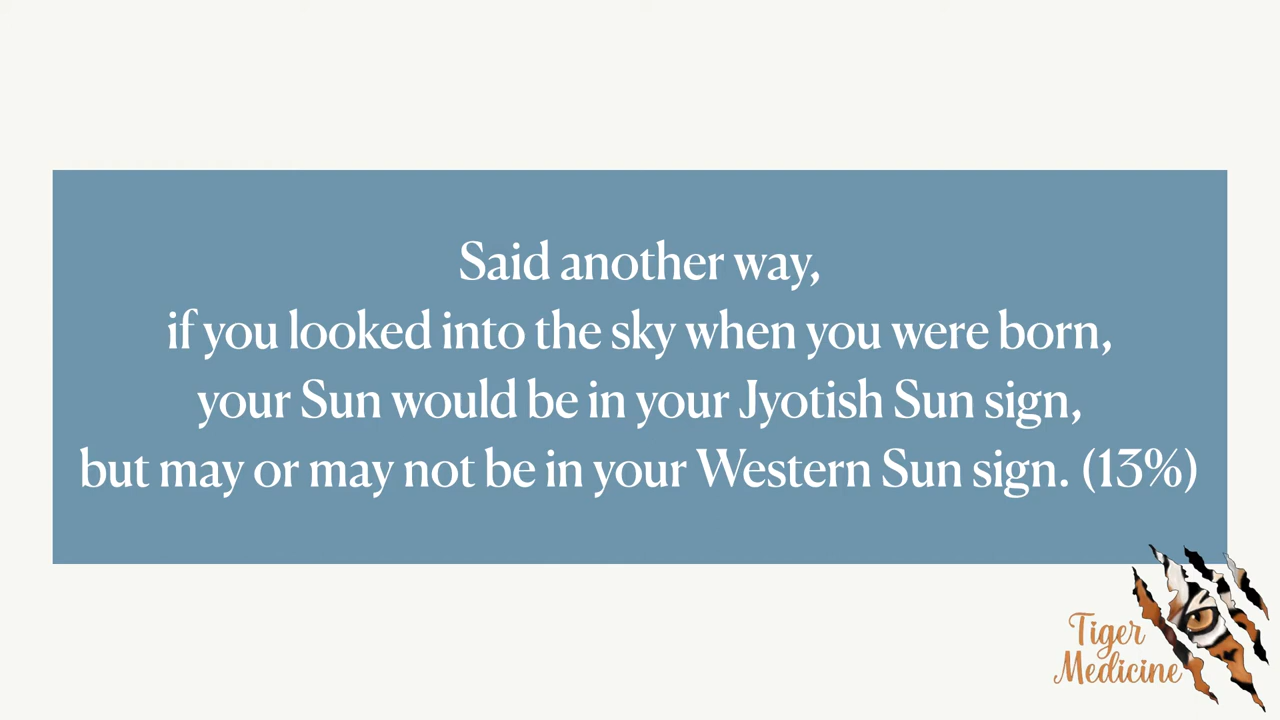 Said another way,
if you looked into the sky when you were born,
your Sun would be in your Jyotish Sun sign,
but may or may not be in your Western Sun sign. (13%)
Tiger
Medicine